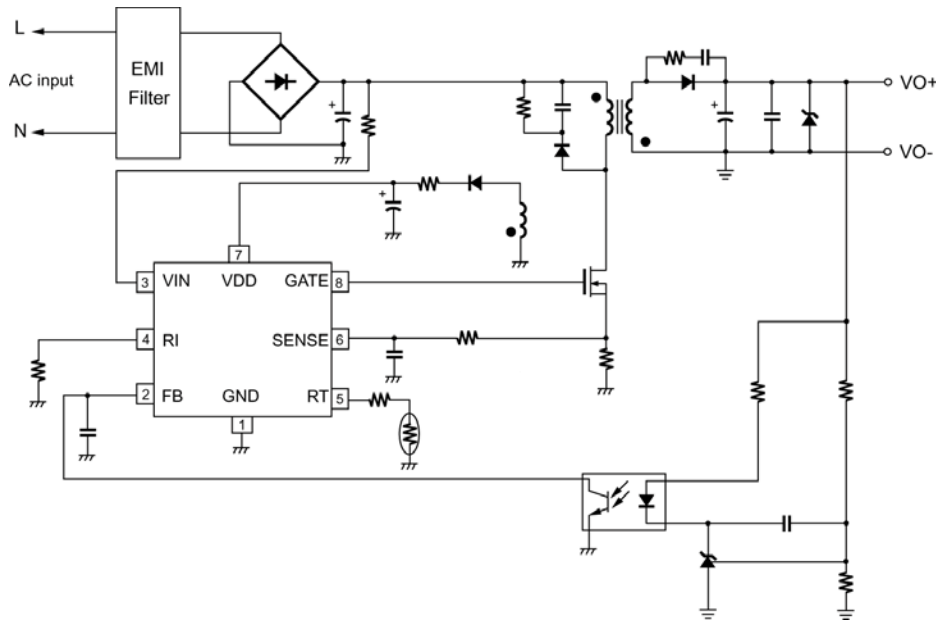 L
AC input
N
EMI
Filter
VO+
VO-
+
+
+
7
3 VIN VDD GATE 8
4 RI SENSE 6
2 FB GND RT 5
1